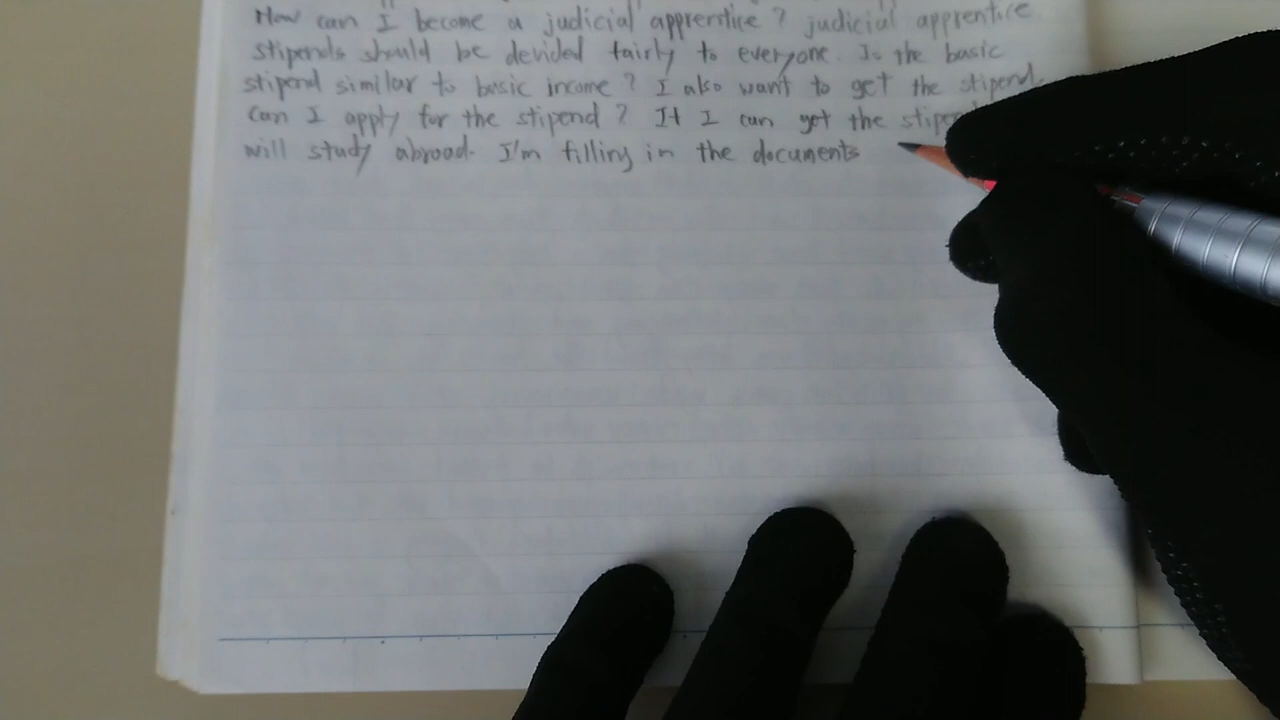 How can I become a judicial apprentice? judicial apprentice
stipends should be devided fairly to everyone. Is the basic
stipend similar to basic income? I also want to get the stipend.
Can I apply for the stipend? If I can get the
will study abroad. I'm filling in the documents